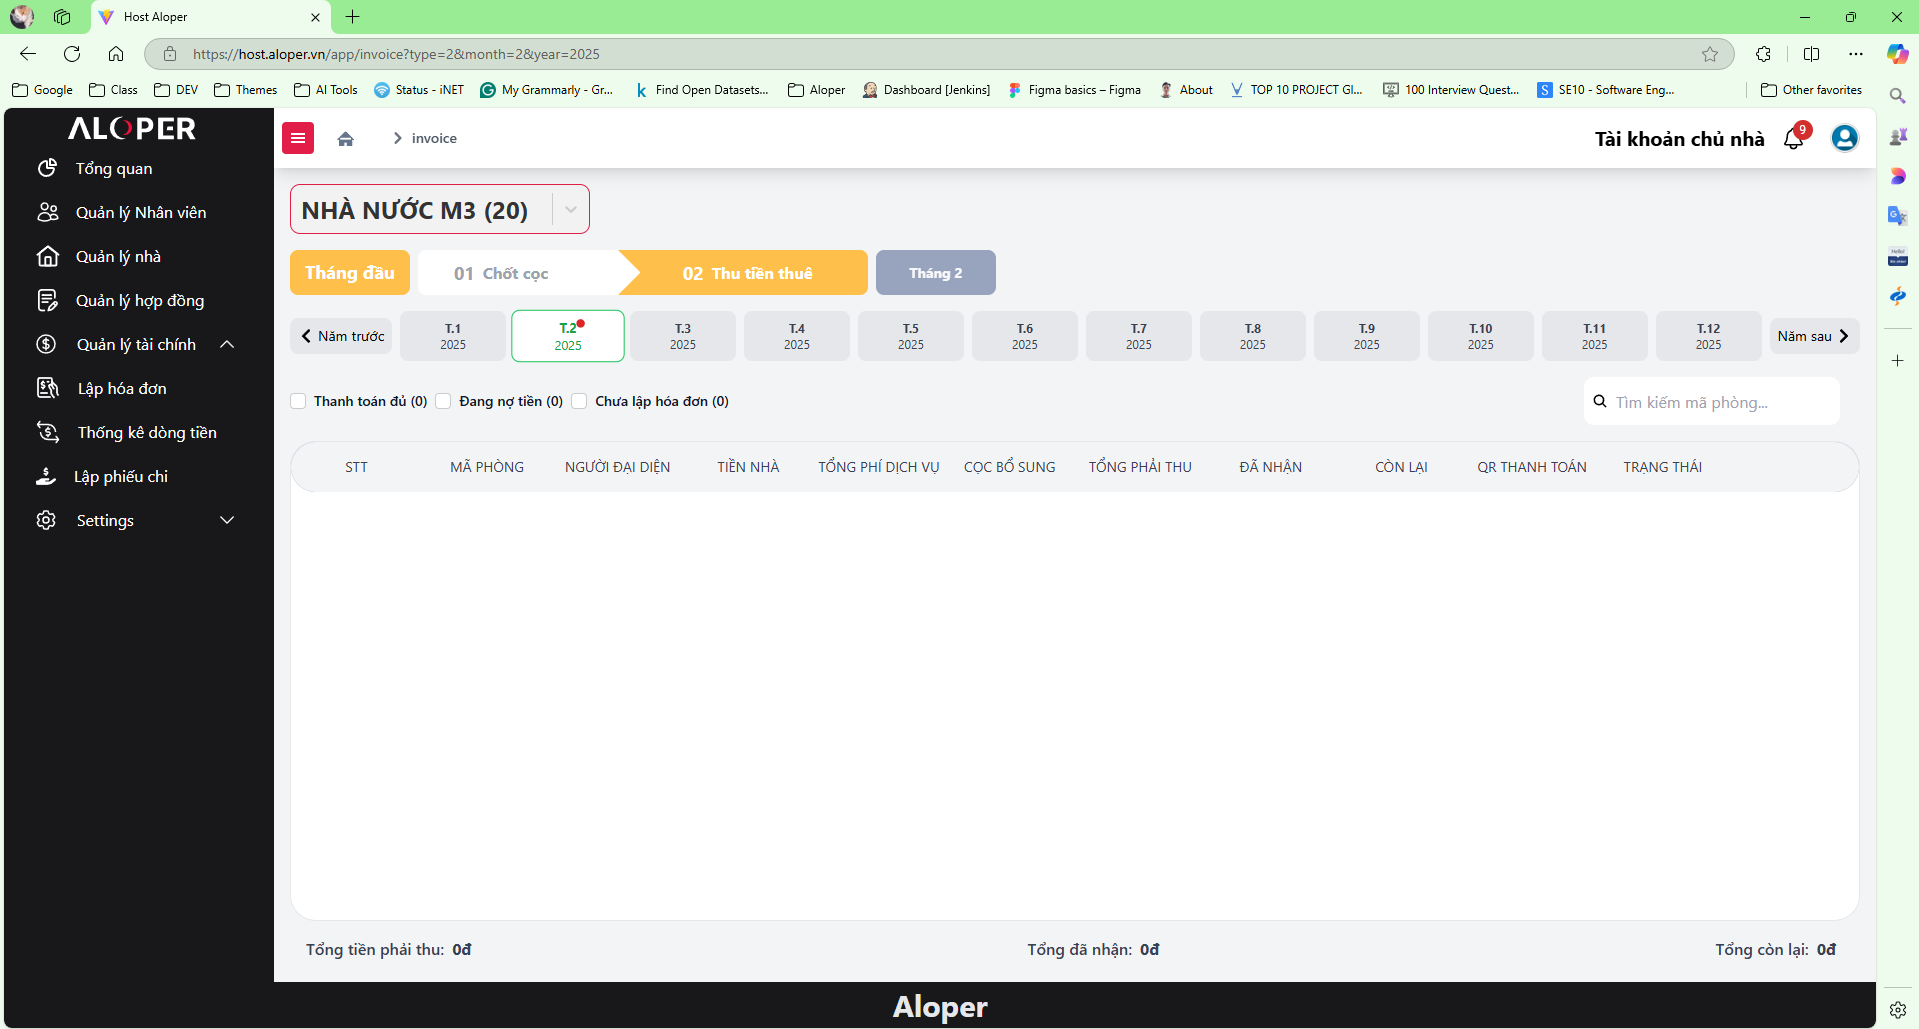 Host Aloper
https://host.aloper.vn/app/invoice?type=2&month=2&year=2025
Google Class DEV Themes AI Tools Status - iNET My Grammarly - Gr... Find Open Datasets... Aloper Dashboard [Jenkins] Figma basics – Figma About TOP 10 PROJECT GI... 100 Interview Quest... SE10 - Software Eng... Other favorites
ALOPER
Tổng quan
Quản lý Nhân viên
Quản lý nhà
Quản lý hợp đồng
Quản lý tài chính
Lập hóa đơn
Thống kê dòng tiền
Lập phiếu chi
Settings
invoice
Tài khoản chủ nhà
9
NHÀ NƯỚC M3 (20)
Tháng đầu 01 Chốt cọc 02 Thu tiền thuê Tháng 2
Năm trước
T.1
2025
T.2
2025
T.3
2025
T.4
2025
T.5
2025
T.6
2025
T.7
2025
T.8
2025
T.9
2025
T.10
2025
T.11
2025
T.12
2025
Năm sau
Thanh toán đủ (0) Đang nợ tiền (0) Chưa lập hóa đơn (0)
Tìm kiếm mã phòng...
STT MÃ PHÒNG NGƯỜI ĐẠI DIỆN TIỀN NHÀ TỔNG PHÍ DỊCH VỤ CỌC BỔ SUNG TỔNG PHẢI THU ĐÃ NHẬN CÒN LẠI QR THANH TOÁN TRẠNG THÁI
Tổng tiền phải thu: 0đ Tổng đã nhận: 0đ Tổng còn lại: 0đ
Aloper